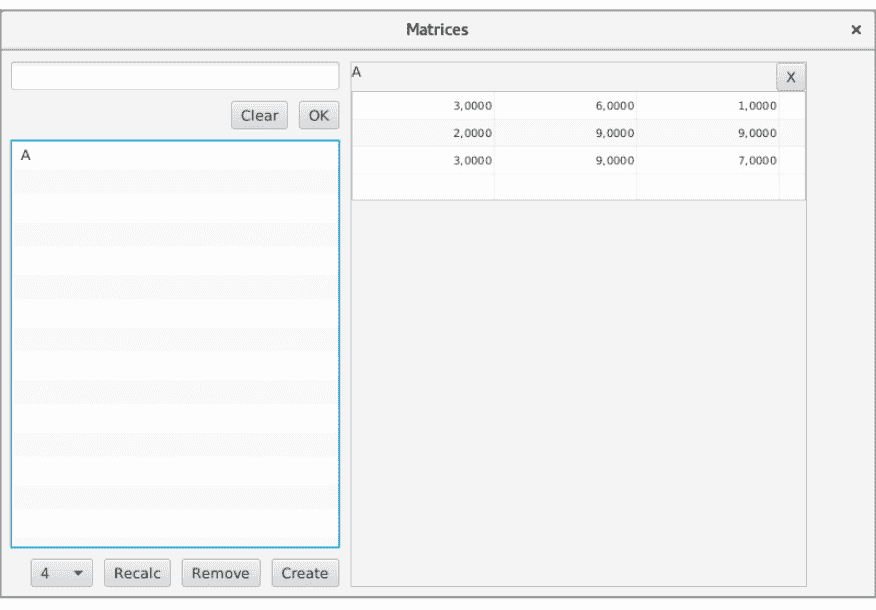 Matrices ×
A X
Clear OK
3,0000 6,0000 1,0000
2,0000 9,0000 9,0000
3,0000 9,0000 7,0000
A
4 Recalc Remove Create